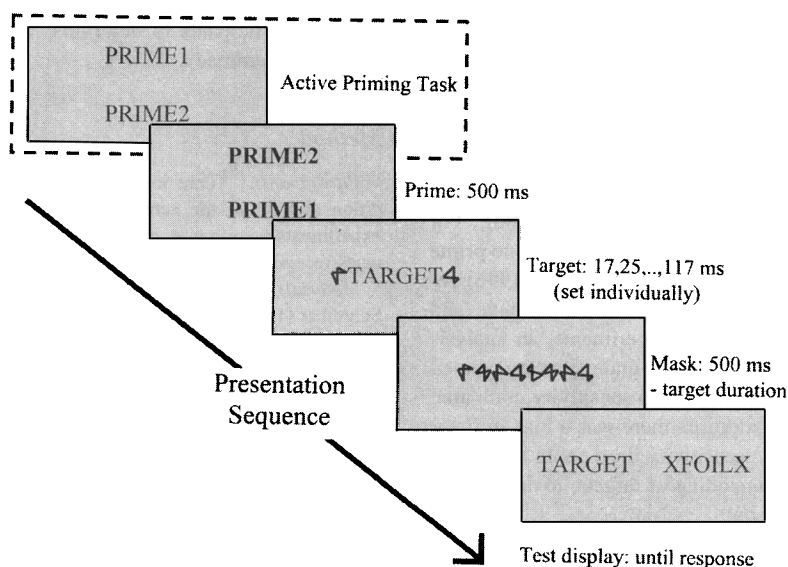 PRIME1
Active Priming Task
PRIME2
PRIME2
Prime: 500 ms
PRIME1
TARGET
Target: 17,25,..,117 ms
(set individually)
Mask: 500 ms
- target duration
Presentation
Sequence
TARGET XFOILX
Test display: until response